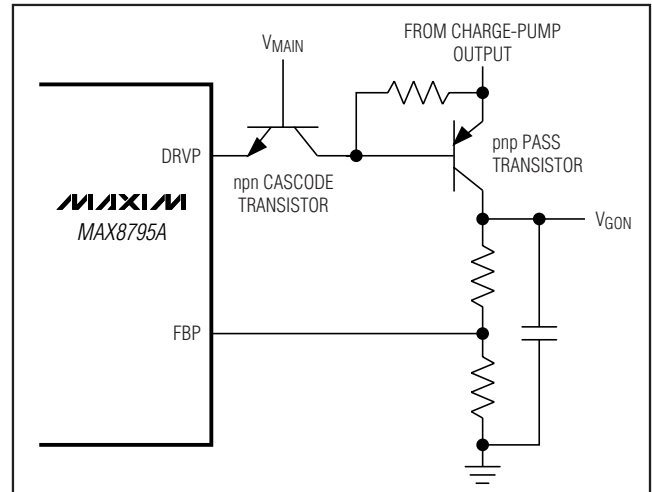 FROM CHARGE-PUMP
OUTPUT
VMAIN
pnp PASS
TRANSISTOR
DRVP
npn CASCODE
TRANSISTOR
MAXIM
MAX8795A
VGON
FBP